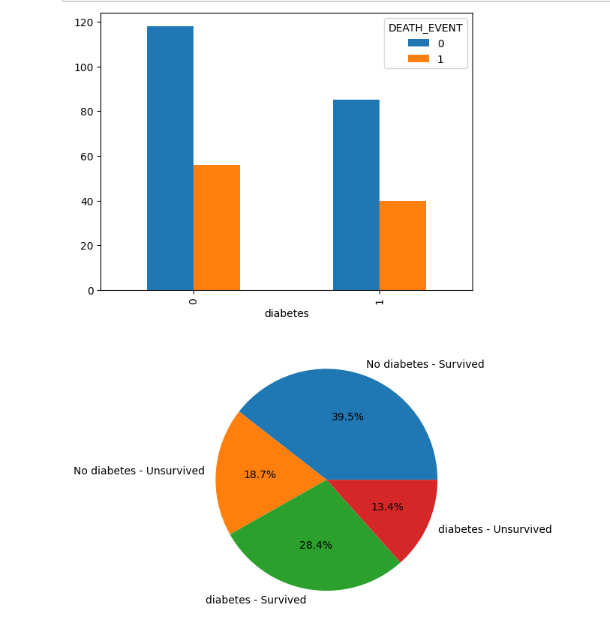 120
100
80
60
40
20
0
DEATH_EVENT
0
1
0
1
diabetes
No diabetes - Survived
39.5%
No diabetes - Unsurvived
18.7%
13.4%
diabetes - Unsurvived
28.4%
diabetes - Survived